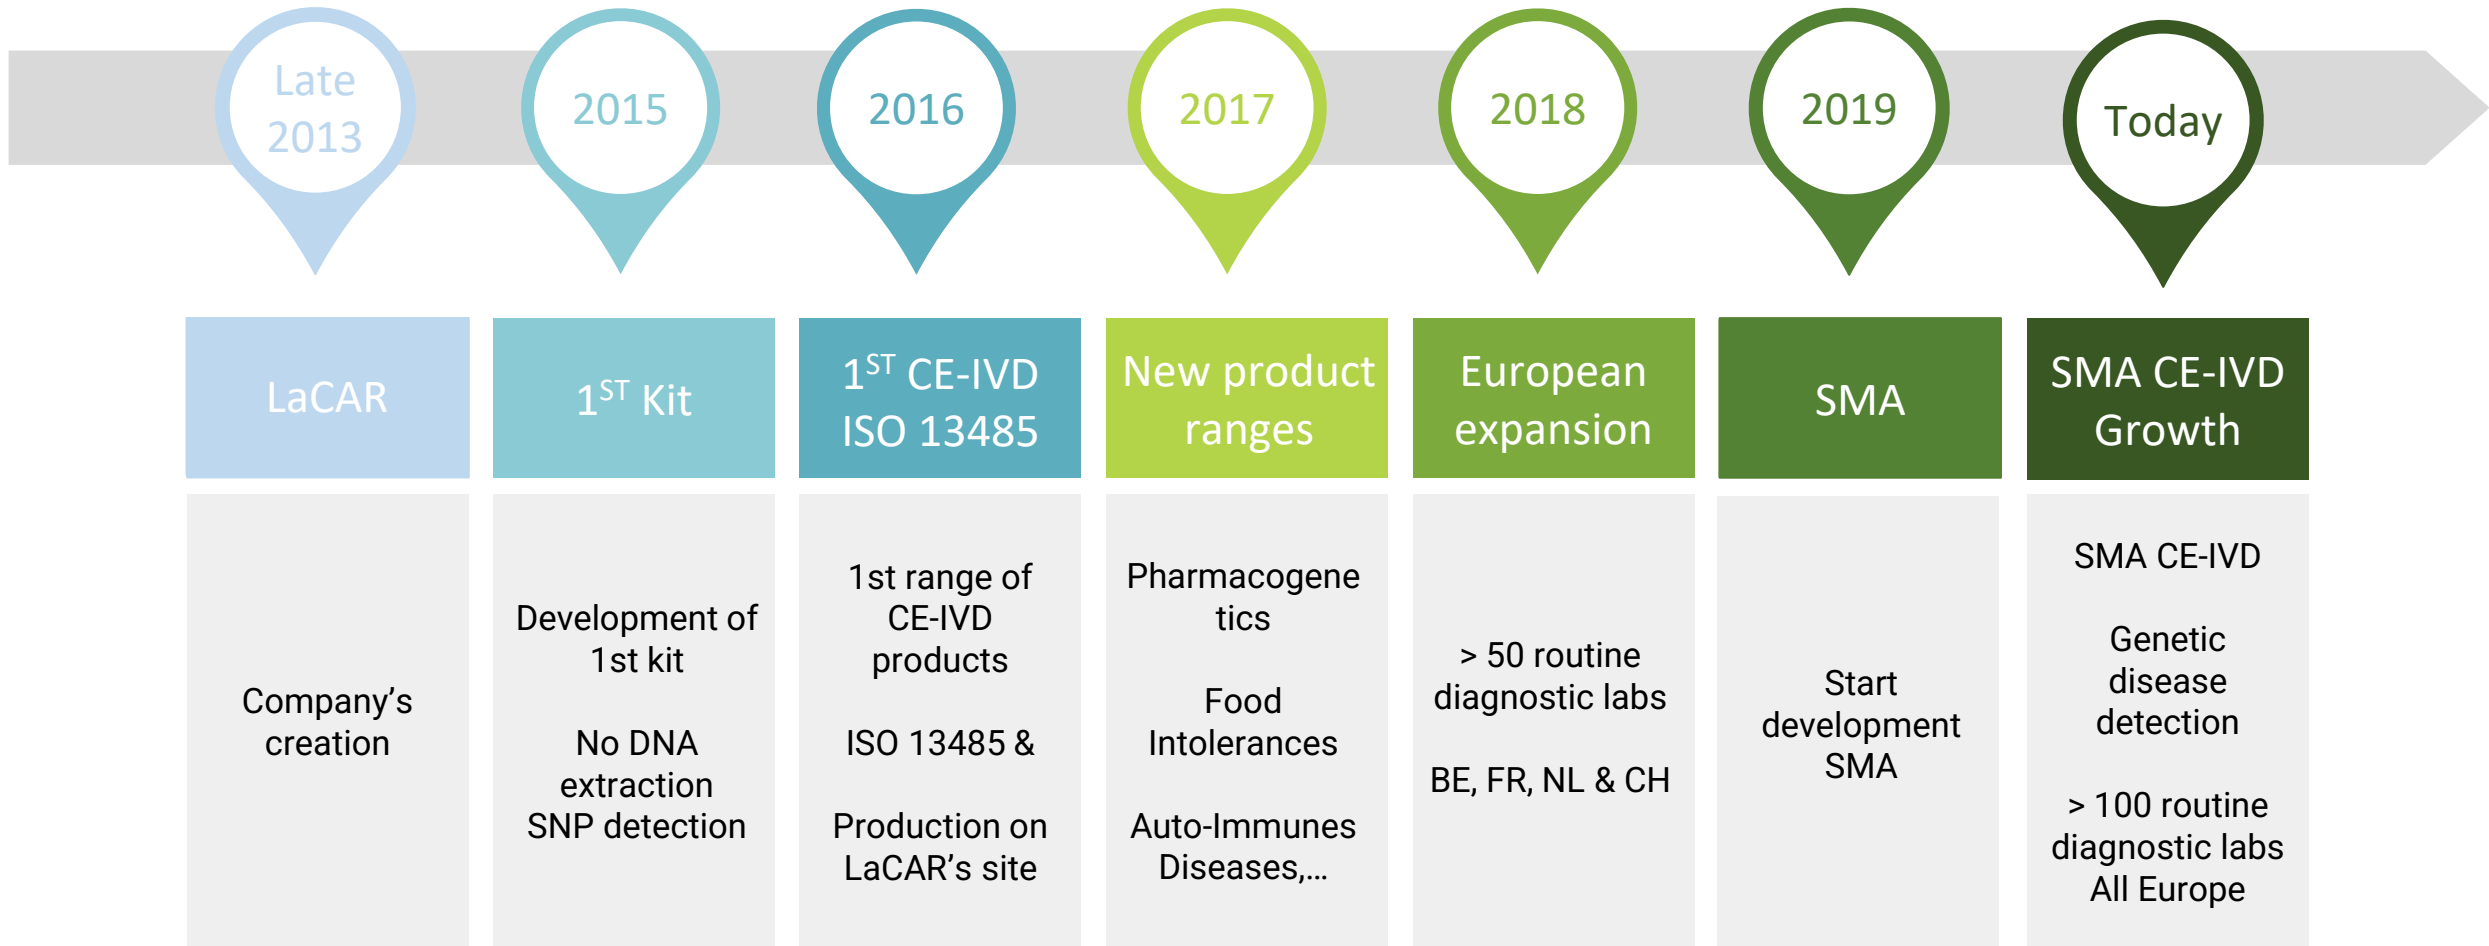 Late
2013
2015
2016
2017
2018
2019
Today
LaCAR
1ST Kit
1ST CE-IVD
ISO 13485
New product
ranges
European
expansion
SMA
SMA CE-IVD
Growth
Company's
creation
Development of
1st kit
No DNA
extraction
SNP detection
1st range of
CE-IVD
products
ISO 13485 &
Production on
LaCAR's site
Pharmacogene
tics
Food
Intolerances
Auto-Immunes
Diseases,...
> 50 routine
diagnostic labs
BE, FR, NL & CH
Start
development
SMA
SMA CE-IVD
Genetic
disease
detection
> 100 routine
diagnostic labs
All Europe